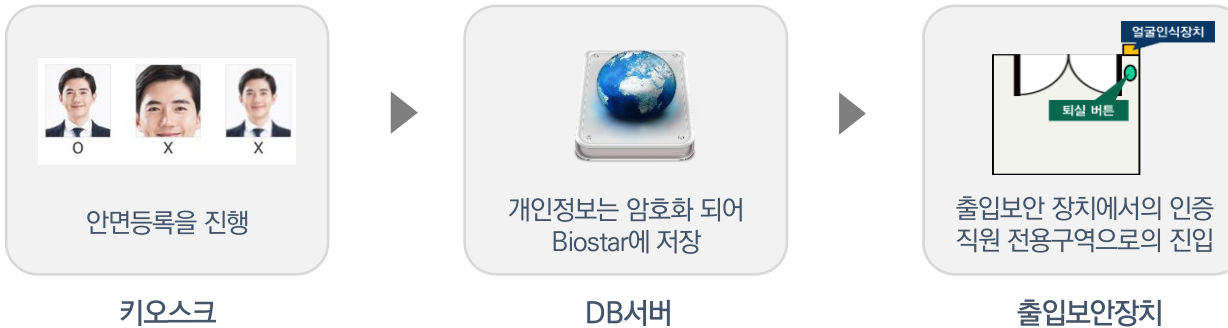 O X X
안면등록을 진행
키오스크
개인정보는 암호화 되어
Biostar에 저장
DB서버
얼굴인식장치
퇴실 버튼
출입보안 장치에서의 인증
직원 전용구역으로의 진입
출입보안장치